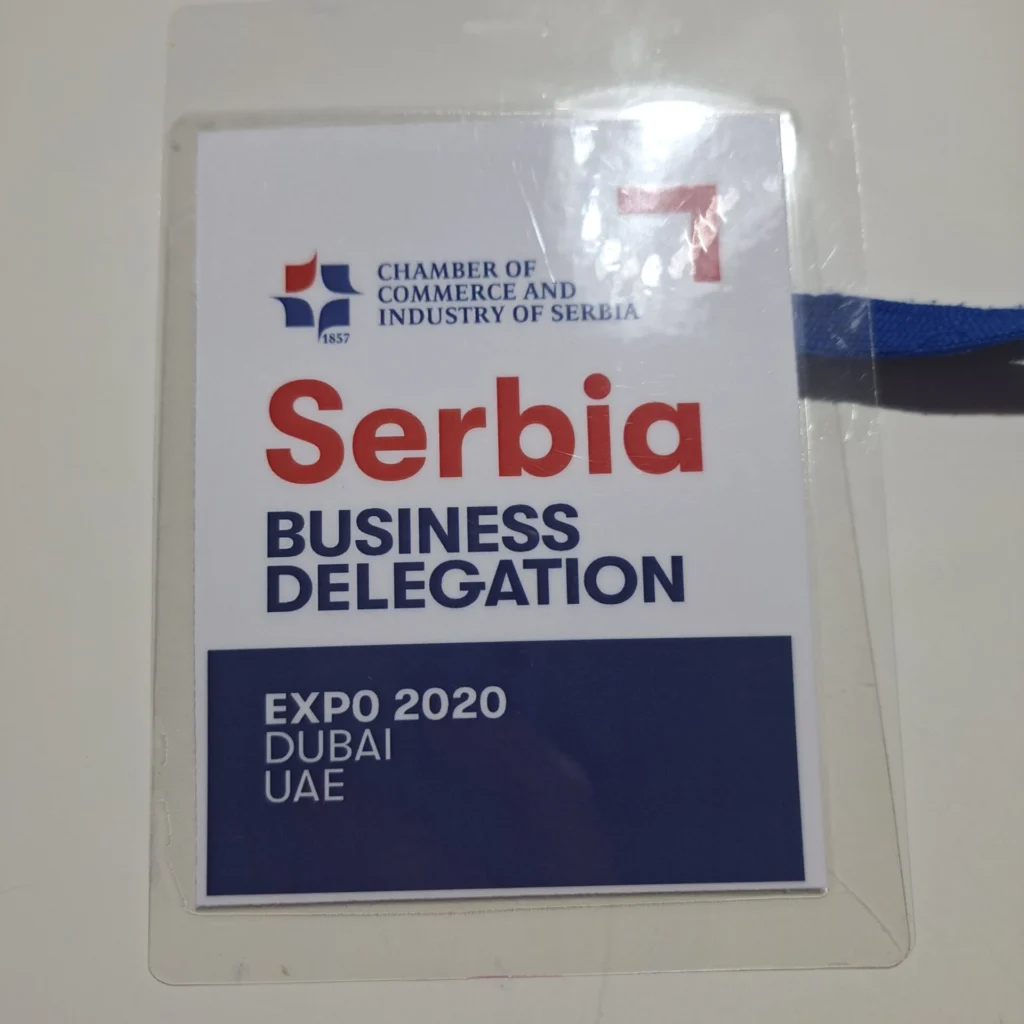 CHAMBER OF
COMMERCE AND
INDUSTRY OF SERBIA
1857
Serbia
BUSINESS
DELEGATION
EXPO 2020
DUBAI
UAE